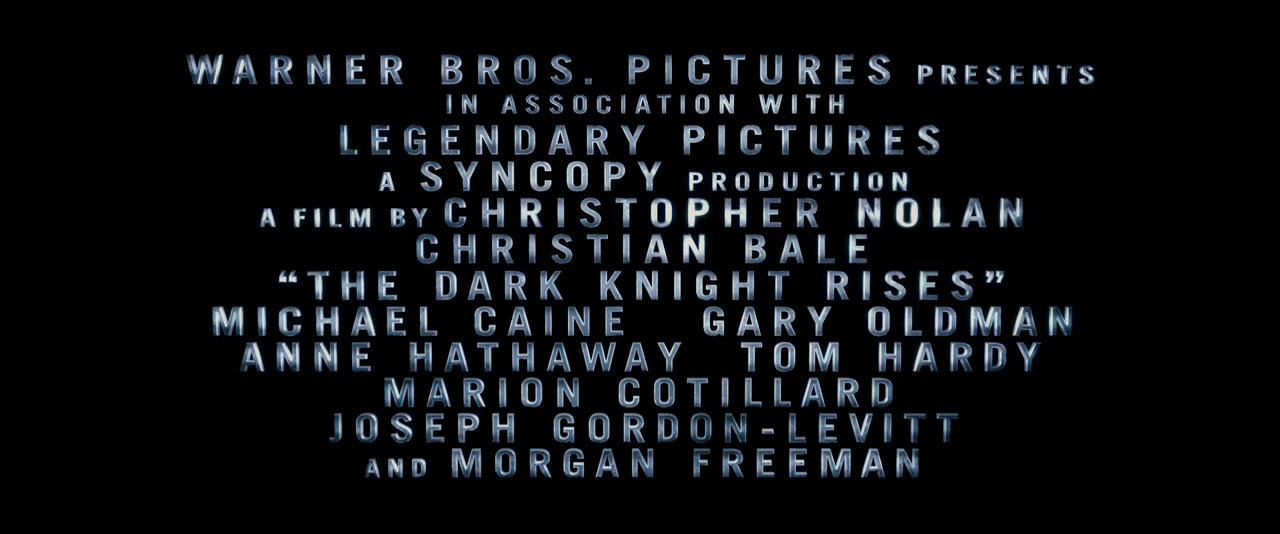 WARNER BROS. PICTURES PRESENTS
IN ASSOCIATION WITH
LEGENDARY PICTURES
A SYNCOPY PRODUCTION
A FILM BY CHRISTOPHER NOLAN
CHRISTIAN BALE
“THE DARK KNIGHT RISES”
MICHAEL CAINE GARY OLDMAN
ANNE HATHAWAY TOM HARDY
MARION COTILLARD
JOSEPH GORDON-LEVITT
AND MORGAN FREEMAN